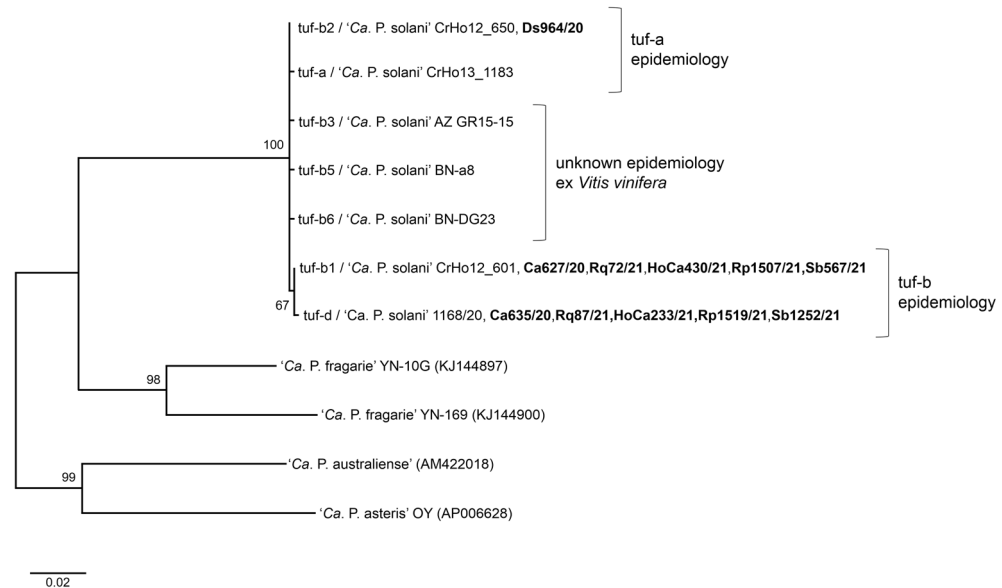 tuf-b2 / ‘Ca. P. solani’ CrHo12_650, Ds964/20
tuf-a
epidemiology
tuf-a / ‘Ca. P. solani’ CrHo13_1183
tuf-b3 / ‘Ca. P. solani’ AZ GR15-15
100
unknown epidemiology
ex Vitis vinifera
tuf-b5 / ‘Ca. P. solani’ BN-a8
tuf-b6 / ‘Ca. P. solani’ BN-DG23
tuf-b1 / ‘Ca. P. solani’ CrHo12_601, Ca627/20,Rq72/21,HoCa430/21,Rp1507/21,Sb567/21
tuf-b
epidemiology
67
tuf-d / ‘Ca. P. solani’ 1168/20, Ca635/20,Rq87/21,HoCa233/21,Rp1519/21,Sb1252/21
‘Ca. P. fragarie’ YN-10G (KJ144897)
98
‘Ca. P. fragarie’ YN-169 (KJ144900)
‘Ca. P. australiense’ (AM422018)
99
‘Ca. P. asteris’ OY (AP006628)
0.02